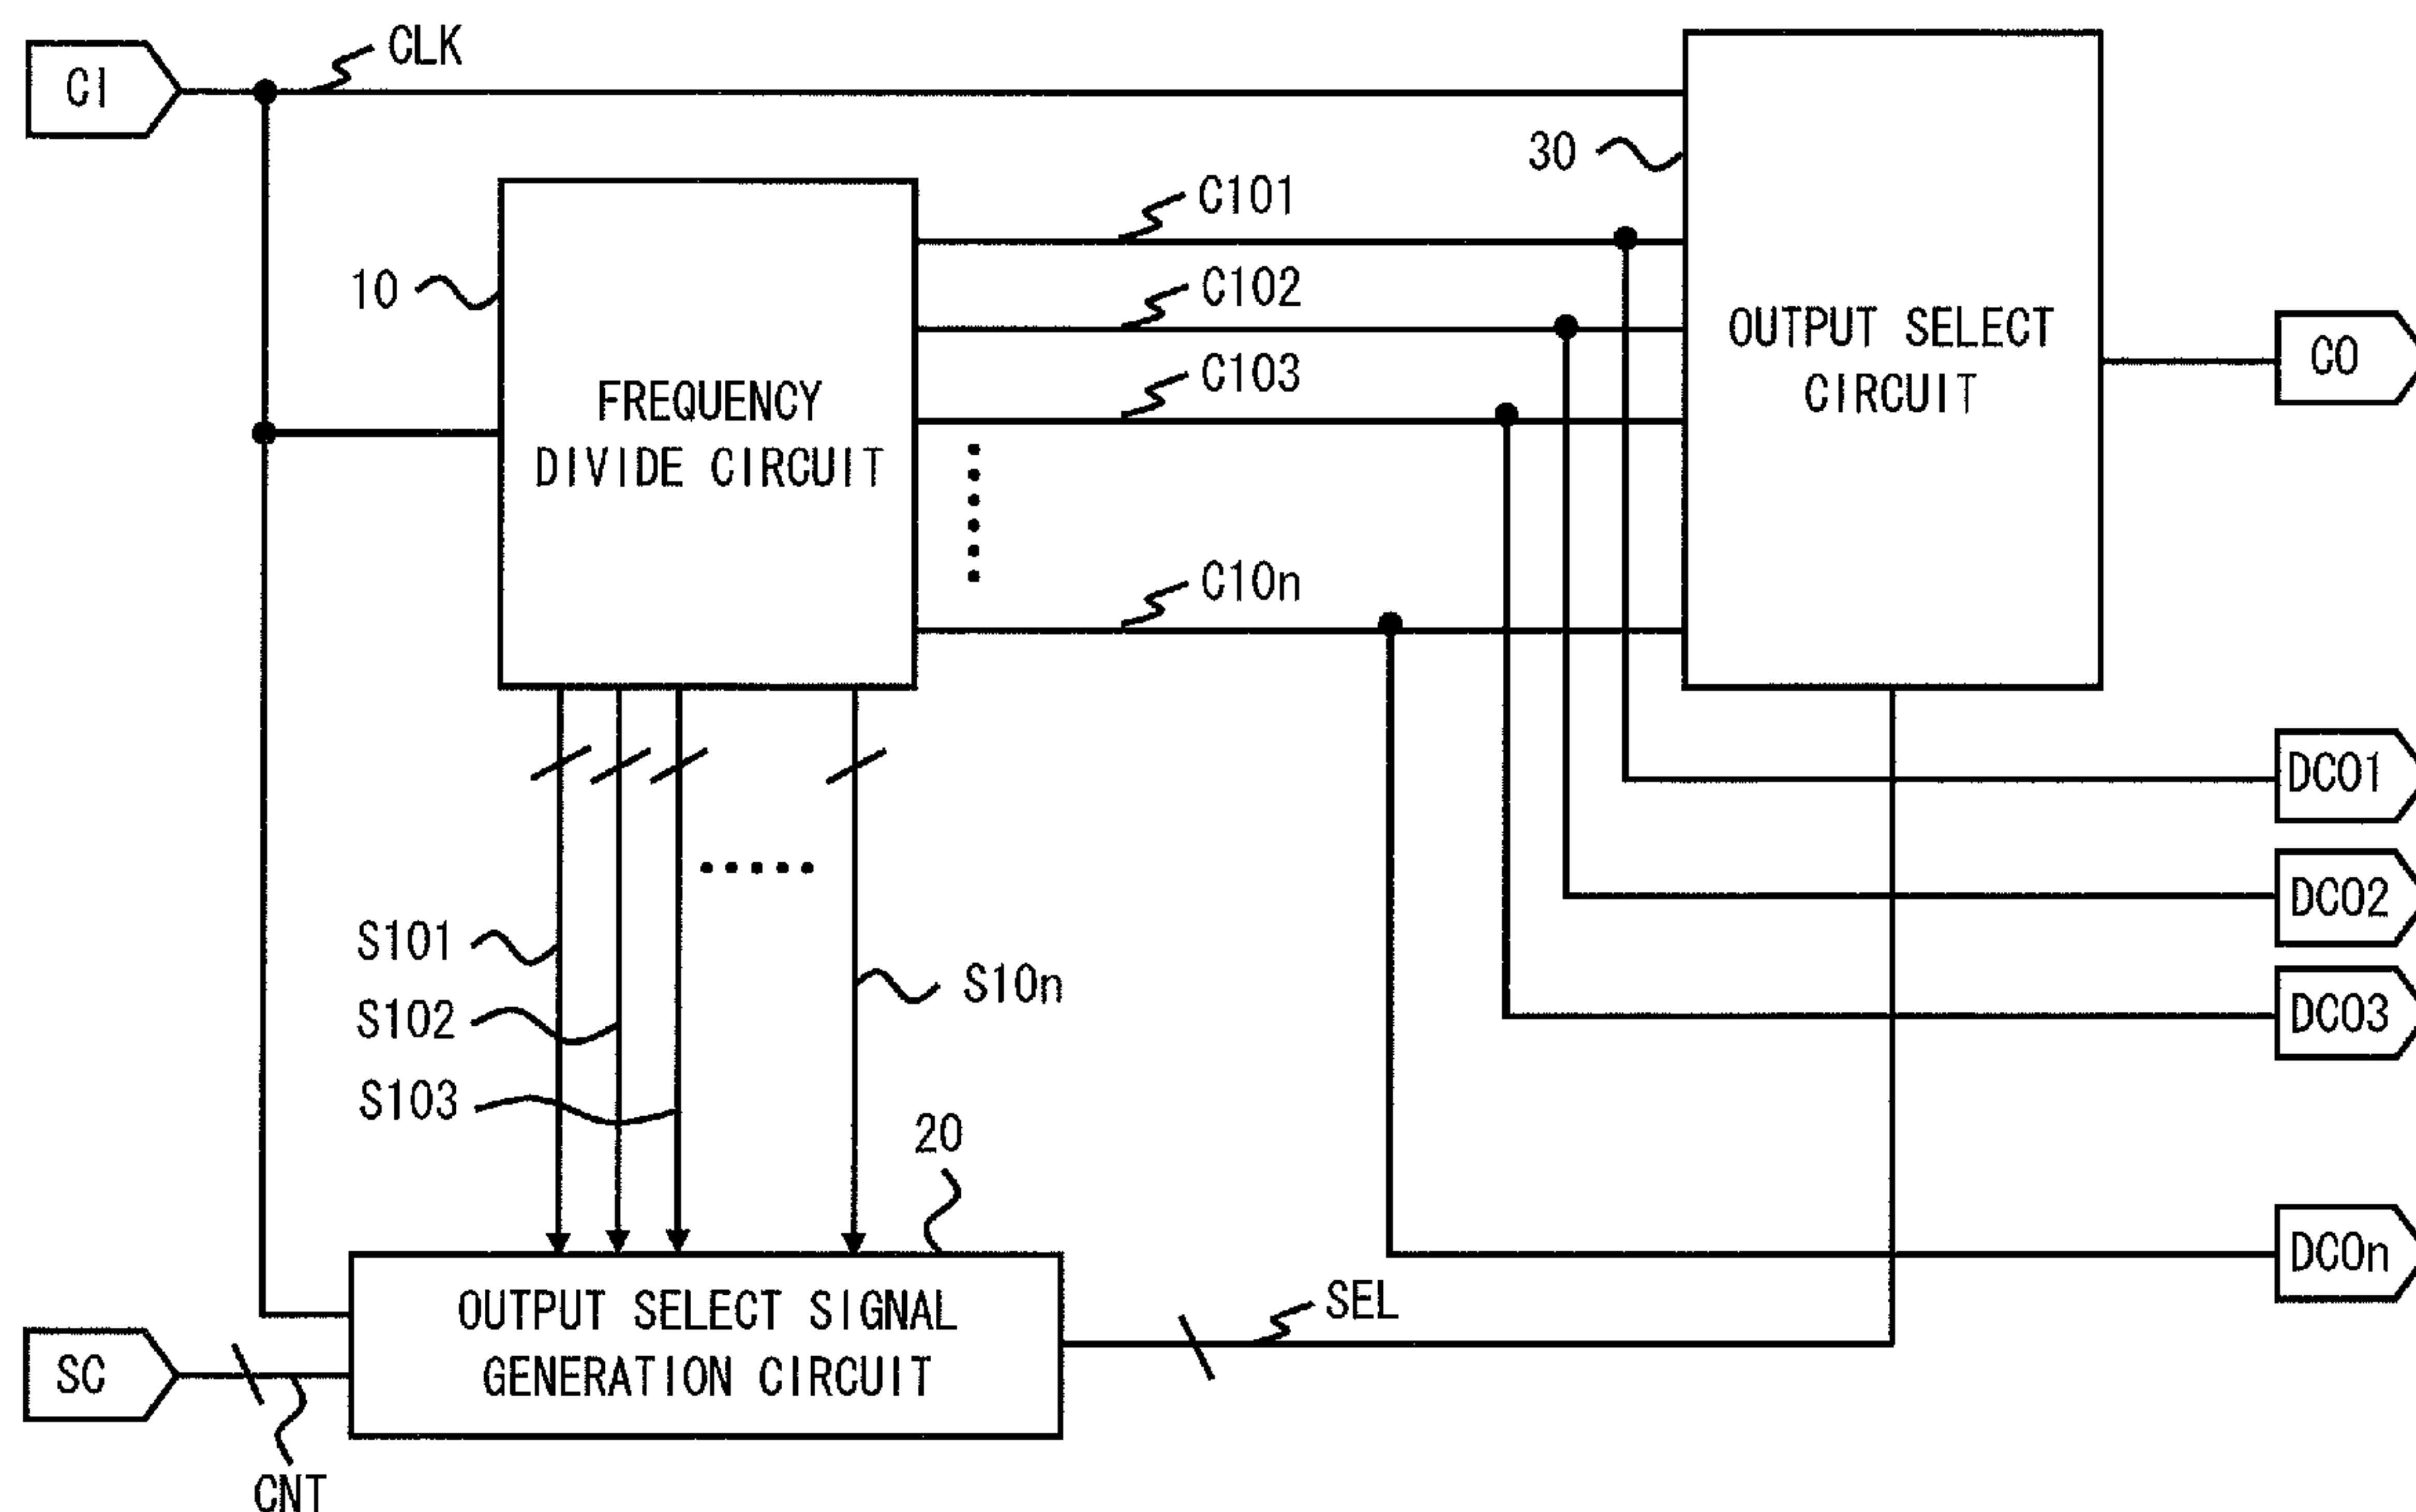 CLK
CI
30
C101
10
C102
OUTPUT SELECT
CIRCUIT
CO
C103
FREQUENCY
DIVIDE CIRCUIT
C10n
DCO1
DCO2
S101
S10n
S102
DCO3
S103
20
DCOn
OUTPUT SELECT SIGNAL
GENERATION CIRCUIT
SEL
SC
CNT